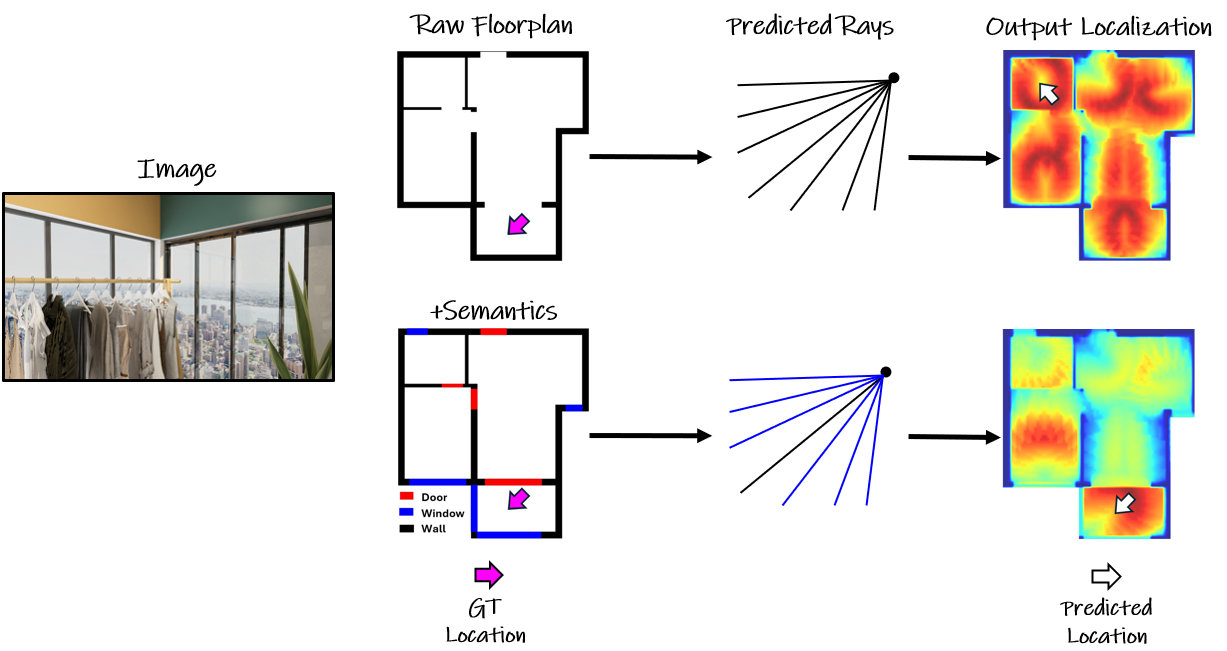 Raw Floorplan
Predicted Rays
Output Localization
Image
+Semantics
Door
Window
Wall
GT
Location
Predicted
Location